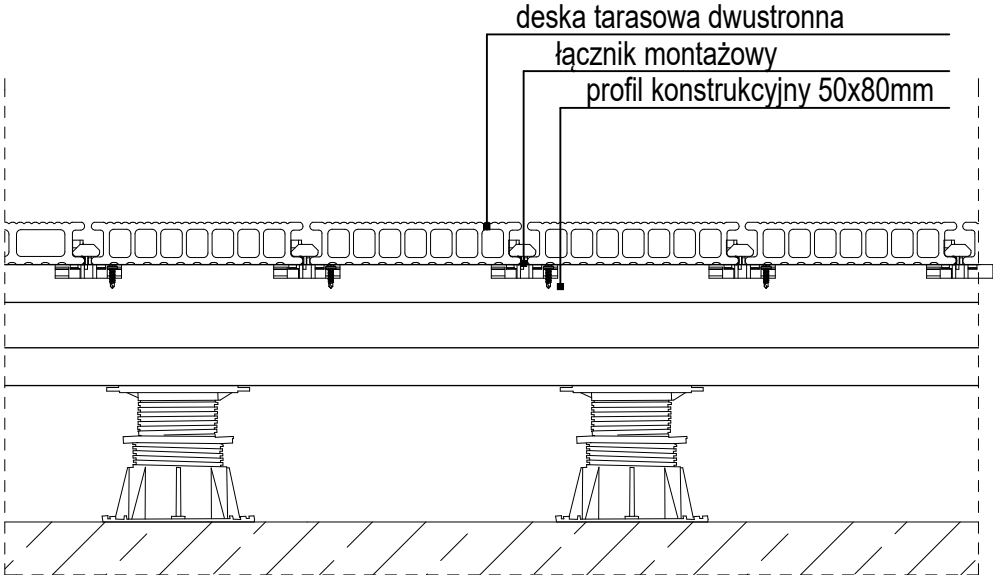 deska tarasowa dwustronna
łącznik montażowy
profil konstrukcyjny 50x80mm